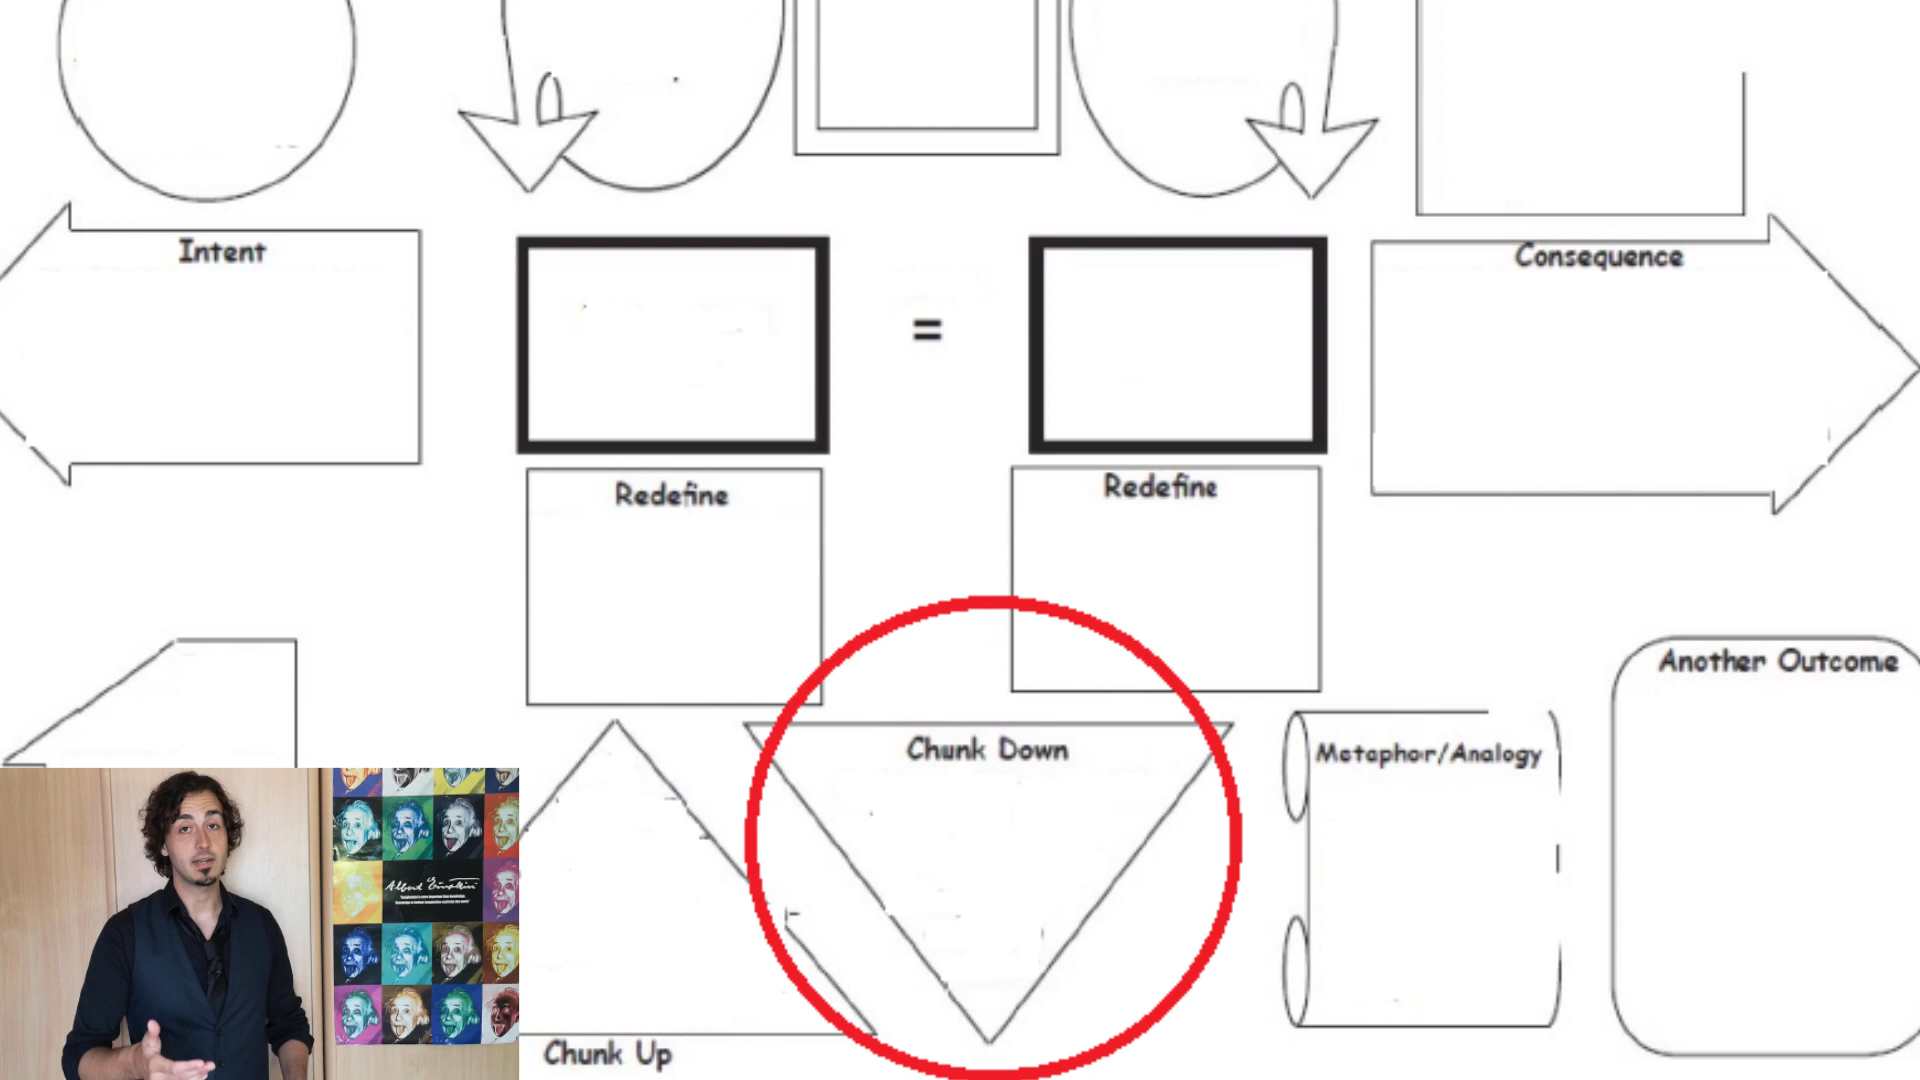 Intent
Consequence
=
Redefine
Redefine
Another Outcome
Chunk Down
Metaphor/Analogy
Albert Einstein
Chunk Up